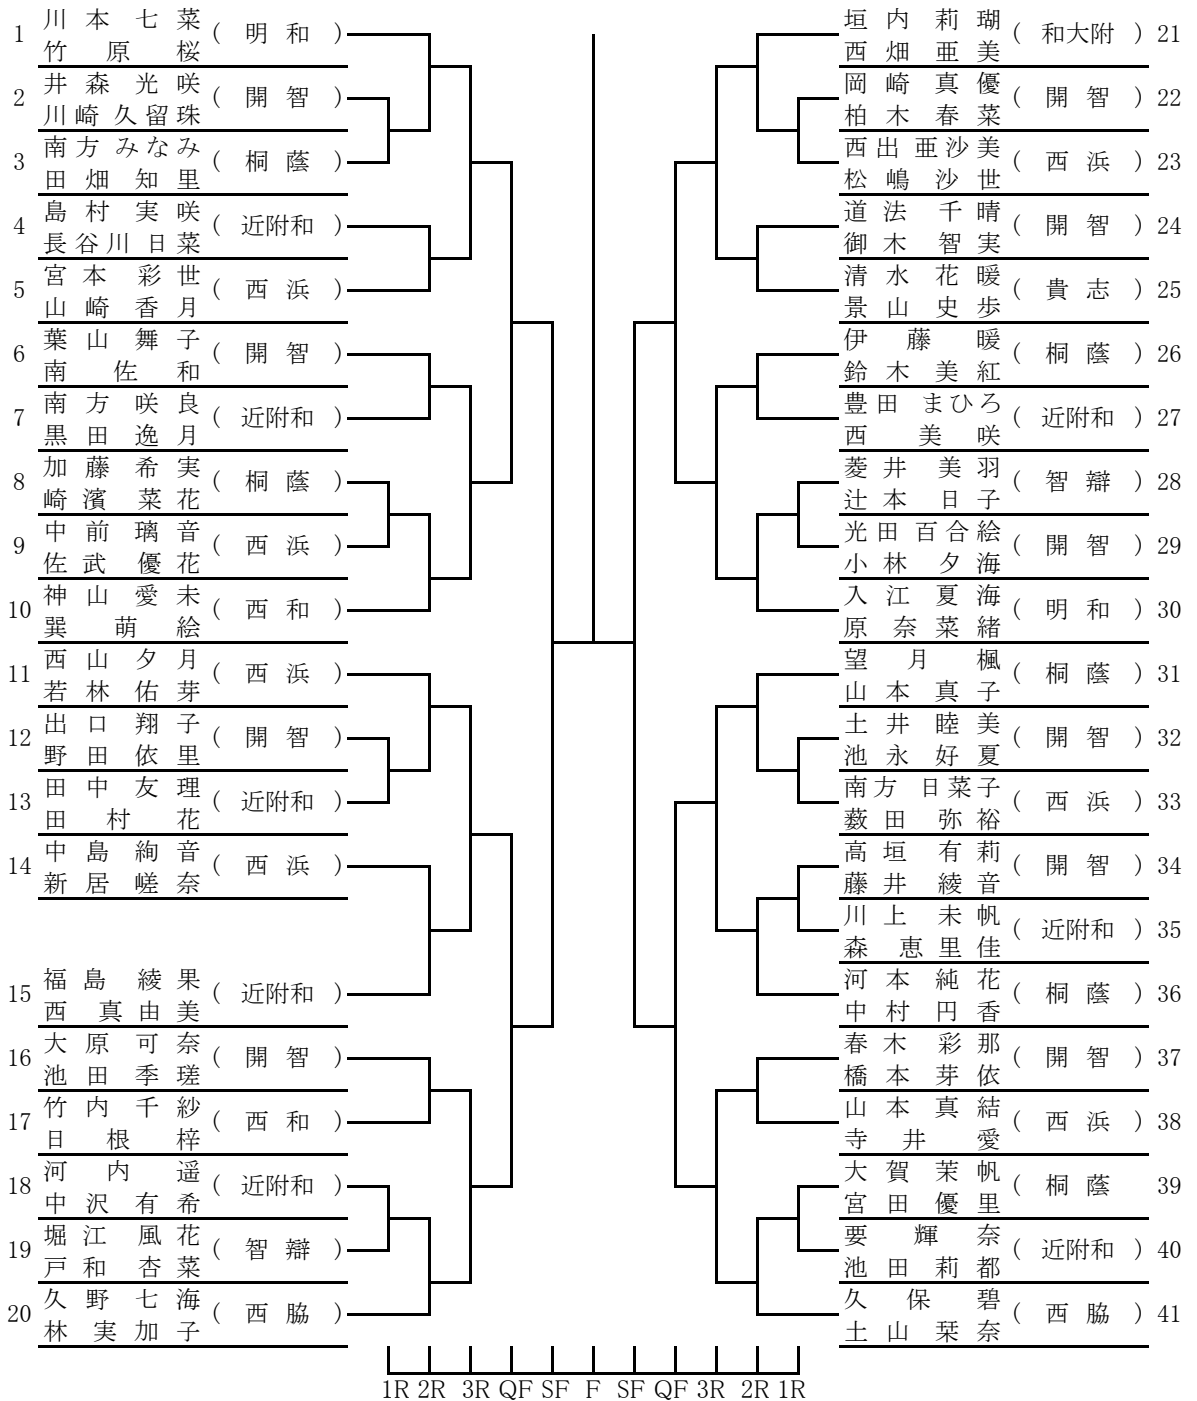 1 川本七菜 ( 明和 )
竹原桜
2 井森光咲 ( 開智 )
川崎久留珠
3 南方みなみ ( 桐蔭 )
田畑知里
4 島村実咲 ( 近附和 )
長谷川日菜
5 宮本彩世 ( 西浜 )
山崎香月
6 葉山舞子 ( 開智 )
南佐和
7 南方咲良 ( 近附和 )
黒田逸月
8 加藤希実 ( 桐蔭 )
崎濱菜花
9 中前璃音 ( 西浜 )
佐武優花
10 神山愛未 ( 西和 )
巽萌絵
11 西山夕月 ( 西浜 )
若林佑芽
12 出口翔子 ( 開智 )
野田依里
13 田中友理 ( 近附和 )
田村花
14 中島絢音 ( 西浜 )
新居嵯奈
15 福島綾果 ( 近附和 )
西真由美
16 大原可奈 ( 開智 )
池田季瑳
17 竹内千紗 ( 西和 )
日根梓
18 河内遥 ( 近附和 )
中沢有希
19 堀江風花 ( 智辯 )
戸和杏菜
20 久野七海 ( 西脇 )
林実加子
垣内莉瑚 ( 和大附 ) 21
西畑亜美
岡崎真優 ( 開智 ) 22
柏木春菜
西出亜沙美 ( 西浜 ) 23
松嶋沙世
道法千晴 ( 開智 ) 24
御木智実
清水花暖 ( 貴志 ) 25
景山史歩
伊藤暖 ( 桐蔭 ) 26
鈴木美紅
豊田まひろ ( 近附和 ) 27
西美咲
菱井美羽 ( 智辯 ) 28
辻本日子
光田百合絵 ( 開智 ) 29
小林夕海
入江夏海 ( 明和 ) 30
原奈菜緒
望月楓 ( 桐蔭 ) 31
山本真子
土井睦美 ( 開智 ) 32
池永好夏
南方日菜子 ( 西浜 ) 33
薮田弥裕
高垣有莉 ( 開智 ) 34
藤井綾音
川上未帆 ( 近附和 ) 35
森恵里佳
河本純花 ( 桐蔭 ) 36
中村円香
春木彩那 ( 開智 ) 37
橋本芽依
山本真結 ( 西浜 ) 38
寺井愛
大賀茉帆 ( 桐蔭 39
宮田優里
要輝奈 ( 近附和 ) 40
池田莉都
久保碧 ( 西脇 ) 41
土山栞奈
1R 2R 3R QF SF F SF QF 3R 2R 1R